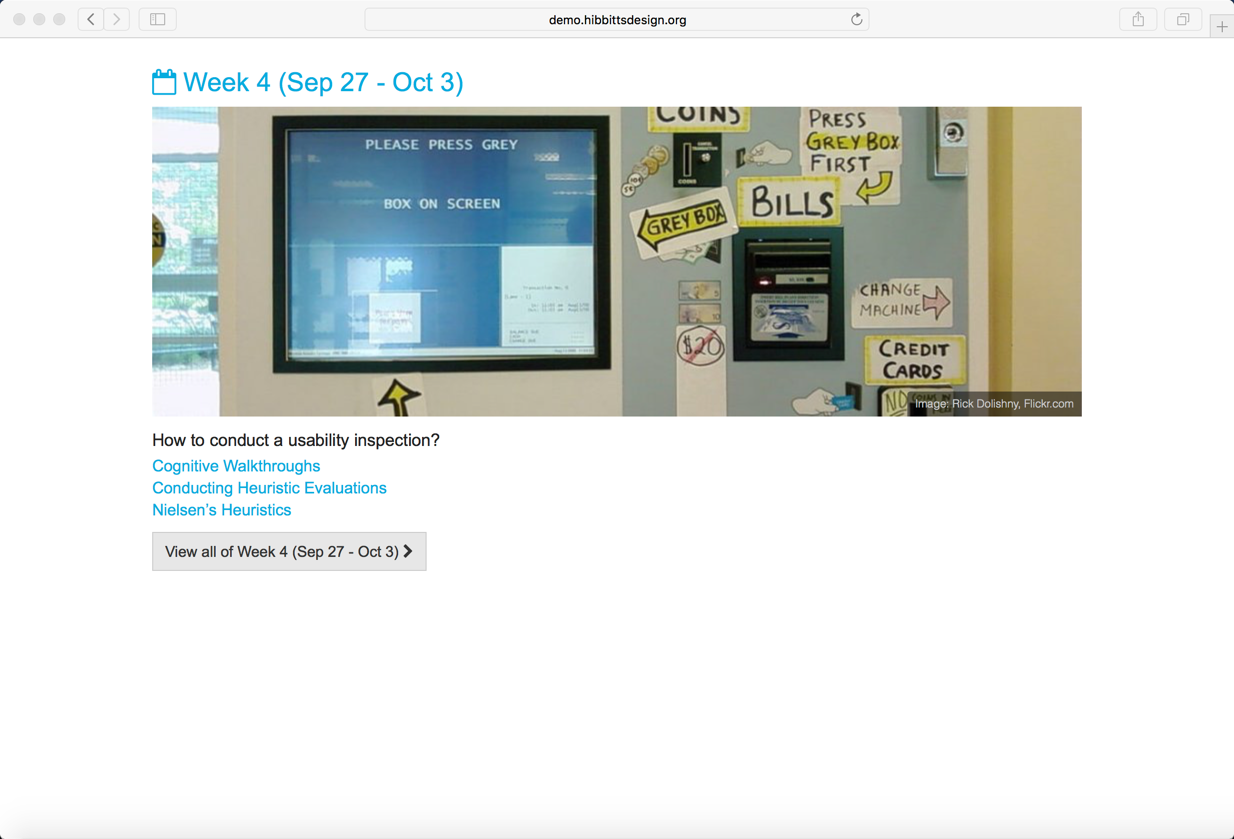 demo.hibbittsdesign.org
Week 4 (Sep 27 - Oct 3)
PLEASE PRESS GREY
BOX ON SCREEN
COINS
PRESS
GREY BOX
FIRST
COINS
BILLS
GREY BOX
$20
CHANGE
MACHINE
CREDIT
CARDS
NO
Image: Rick Dolishny, Flickr.com
How to conduct a usability inspection?
Cognitive Walkthroughs
Conducting Heuristic Evaluations
Nielsen’s Heuristics
View all of Week 4 (Sep 27 - Oct 3)